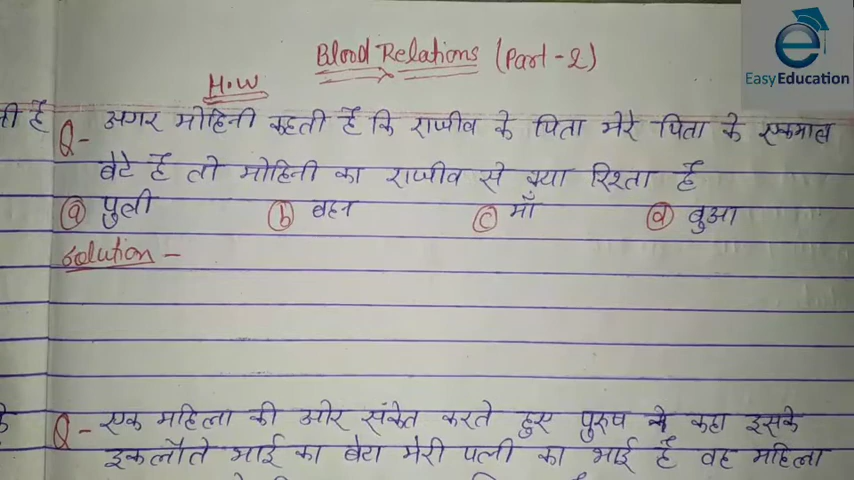 EasyEducation
Blood Relations (Part-2)
H.W
Q- अगर मोहिनी कहती हैं कि राजीव के पिता मेरे पिता के एकमात्र
बेटे हैं तो मोहिनी का राजीव से क्या रिश्ता हैं
(a) पुत्री (b) बहन (c) माँ (d) बुआ
Solution -
Q- एक महिला की ओर संकेत करते हुए पुरुष ने कहा इसके
इकलौते भाई का बेटा मेरी पत्नी का भाई हैं वह महिला